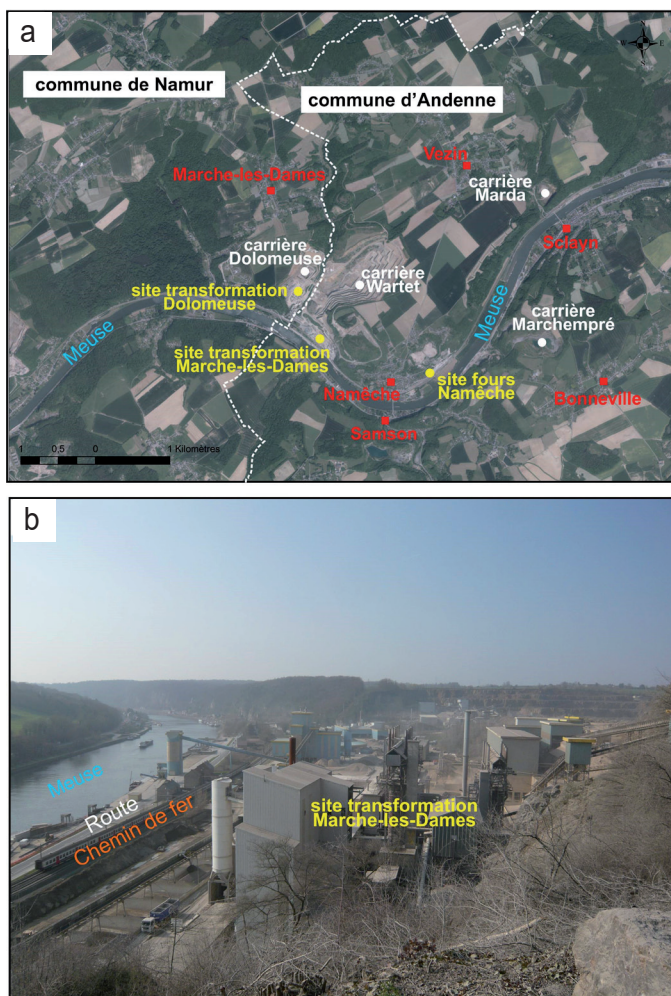 a
W E
commune de Namur
commune d'Andenne
Vezin
Marche-les-Dames
carrière
Marda
Sclayn
carrière
Dolomeuse
carrière
Wartet
site transformation
Dolomeuse
Meuse
Meuse
carrière
Marchempré
site transformation
Marche-les-Dames
Namêche
site fours
Namêche
Bonneville
Samson
1 0,5 0 1 Kilomètres
b
Meuse
Route
Chemin de fer
site transformation
Marche-les-Dames